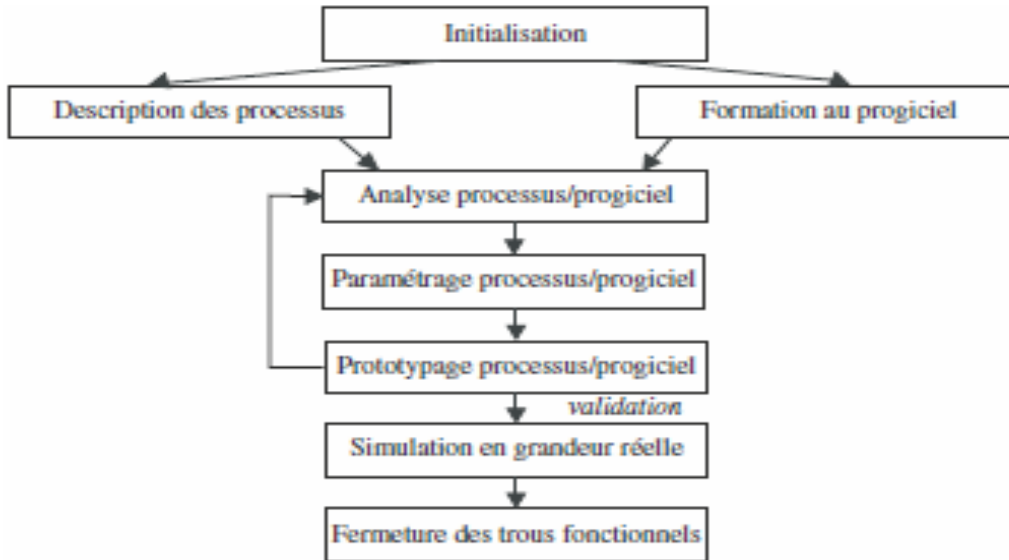 Initialisation
Description des processus
Formation au progiciel
Analyse processus/progiciel
Paramétrage processus/progiciel
Prototypage processus/progiciel
validation
Simulation en grandeur réelle
Fermeture des trous fonctionnels